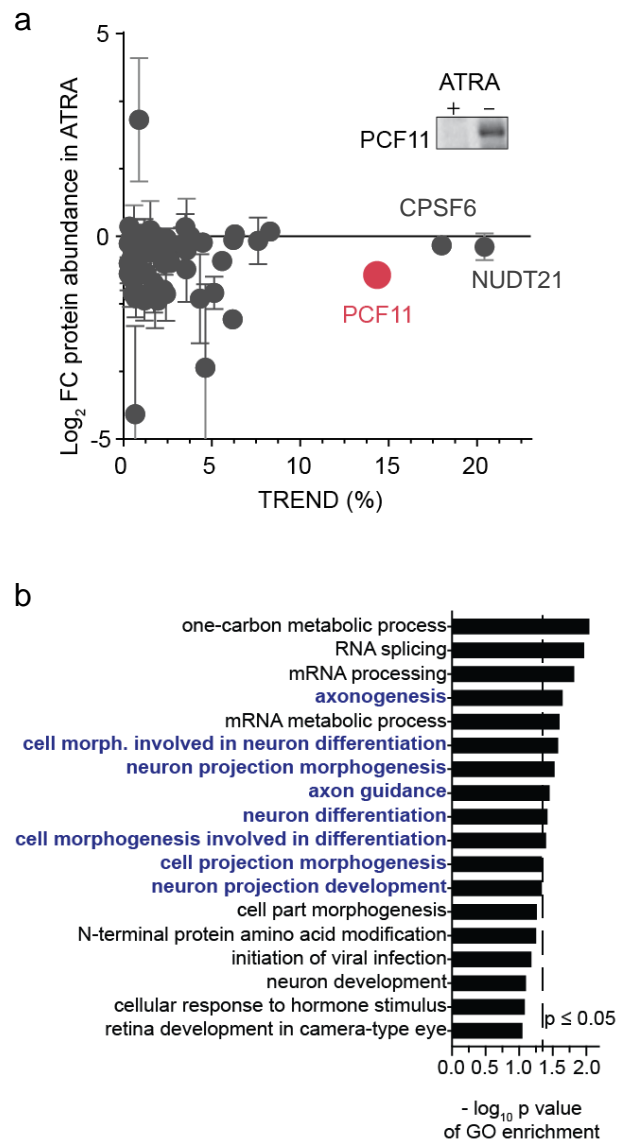 a
5
0
-5
Log2 FC protein abundance in ATRA
ATRA
+ −
PCF11
CPSF6
NUDT21
PCF11
0 5 10 15 20
TREND (%)
b
one-carbon metabolic process
RNA splicing
mRNA processing
axonogenesis
mRNA metabolic process
cell morph. involved in neuron differentiation
neuron projection morphogenesis
axon guidance
neuron differentiation
cell morphogenesis involved in differentiation
cell projection morphogenesis
neuron projection development
cell part morphogenesis
N-terminal protein amino acid modification
initiation of viral infection
neuron development
cellular response to hormone stimulus
retina development in camera-type eye
p ≤ 0.05
0.0 0.5 1.0 1.5 2.0
- log10 p value
of GO enrichment